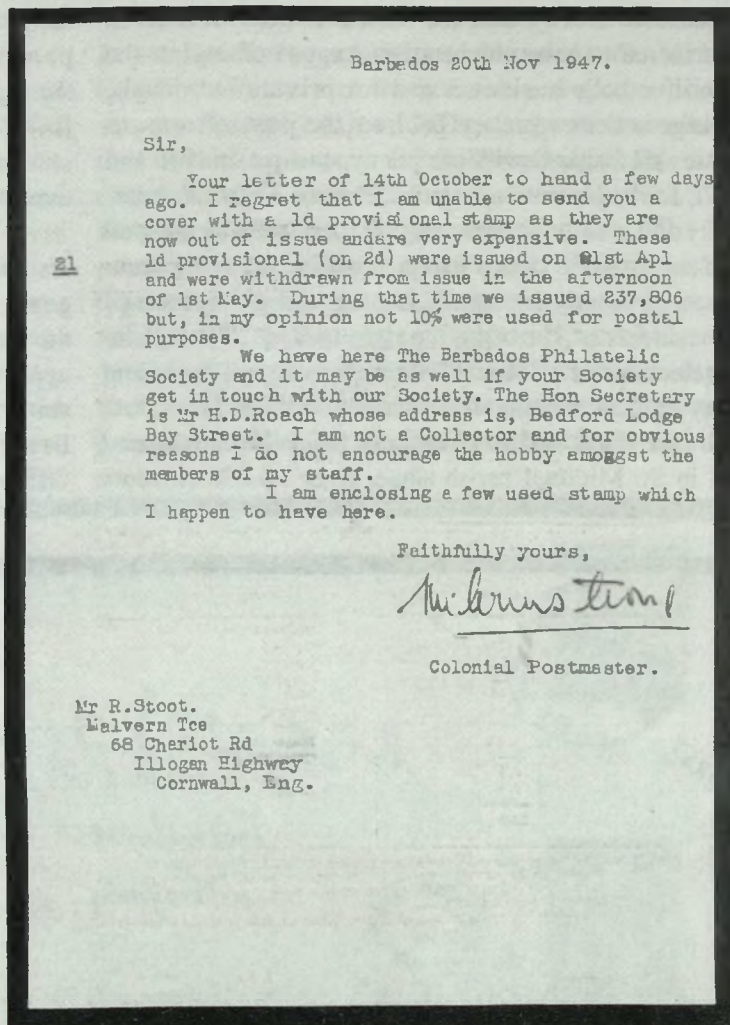 Barbados 20th Nov 1947.
Sir,
Your letter of 14th October to hand a few days
ago. I regret that I am unable to send you a
cover with a 1d provisional stamp as they are
now out of issue andare very expensive. These
21
1d provisional (on 2d) were issued on 21st Apl
and were withdrawn from issue in the afternoon
of 1st May. During that time we issued 237,806
but, in my opinion not 10% were used for postal
purposes.
We have here The Barbados Philatelic
Society and it may be as well if your Society
get in touch with our Society. The Hon Secretary
is Mr H.D.Roach whose address is, Bedford Lodge
Bay Street. I am not a Collector and for obvious
reasons I do not encourage the hobby amoggst the
members of my staff.
I am enclosing a few used stamp which
I happen to have here.
Faithfully yours,
Colonial Postmaster.
Mr R.Stoot.
Malvern Tce
68 Chariot Rd
Illogan Highway
Cornwall, Eng.